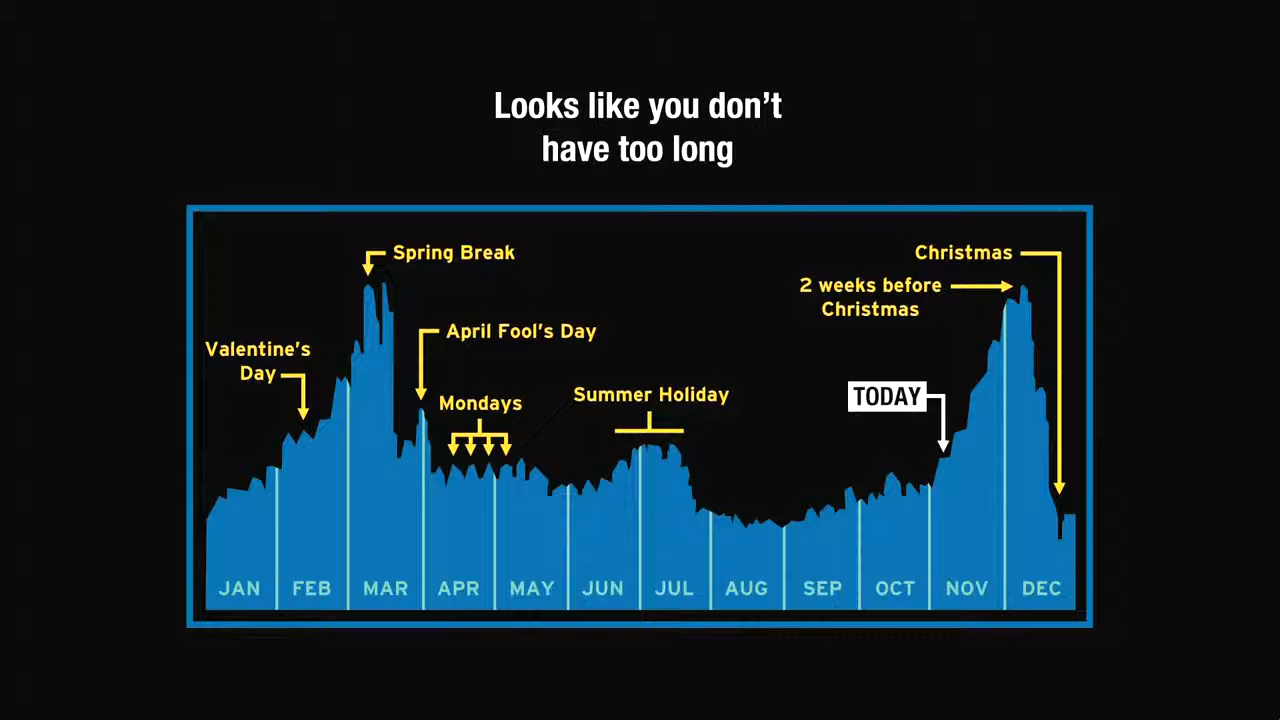 Looks like you don’t
have too long
Spring Break
Christmas
2 weeks before
Christmas
April Fool’s Day
Valentine’s
Day
Mondays
Summer Holiday
TODAY
JAN FEB MAR APR MAY JUN JUL AUG SEP OCT NOV DEC